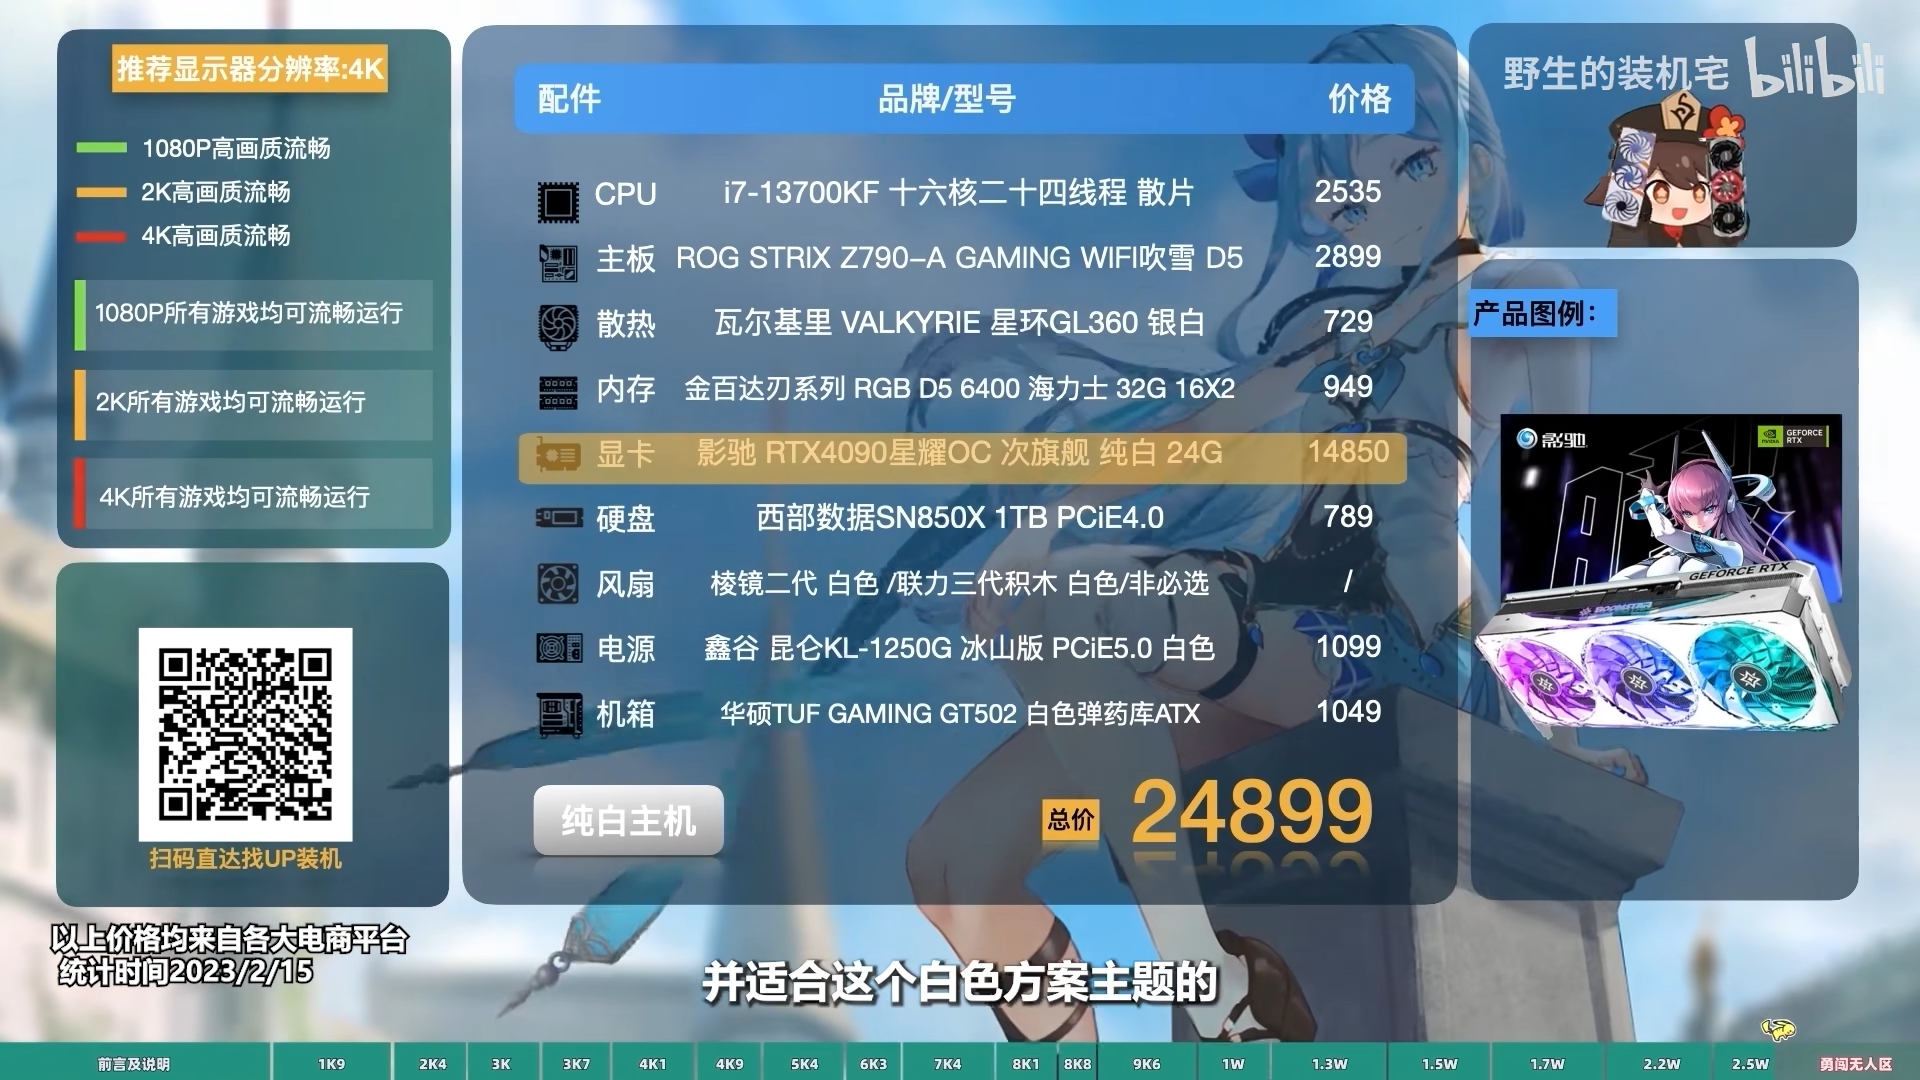 推荐显示器分辨率:4K
1080P高画质流畅
2K高画质流畅
4K高画质流畅
1080P所有游戏均可流畅运行
2K所有游戏均可流畅运行
4K所有游戏均可流畅运行
扫码直达找UP装机
以上价格均来自各大电商平台
统计时间2023/2/15
配件 品牌/型号 价格
CPU i7-13700KF 十六核二十四线程 散片 2535
主板 ROG STRIX Z790-A GAMING WIFI吹雪 D5 2899
散热 瓦尔基里 VALKYRIE 星环GL360 银白 729
内存 金百达刃系列 RGB D5 6400 海力士 32G 16X2 949
显卡 影驰 RTX4090星耀OC 次旗舰 纯白 24G 14850
硬盘 西部数据SN850X 1TB PCiE4.0 789
风扇 棱镜二代 白色 /联力三代积木 白色/非必选 /
电源 鑫谷 昆仑KL-1250G 冰山版 PCiE5.0 白色 1099
机箱 华硕TUF GAMING GT502 白色弹药库ATX 1049
纯白主机 总价 24899
野生的装机宅 bilibili
产品图例：
影驰
NVIDIA GEFORCE RTX
GEFORCE RTX
BOOMSTAR
并适合这个白色方案主题的
前言及说明 1K9 2K4 3K 3K7 4K1 4K9 5K4 6K3 7K4 8K1 8K8 9K6 1W 1.3W 1.5W 1.7W 2.2W 2.5W 勇闯无人区